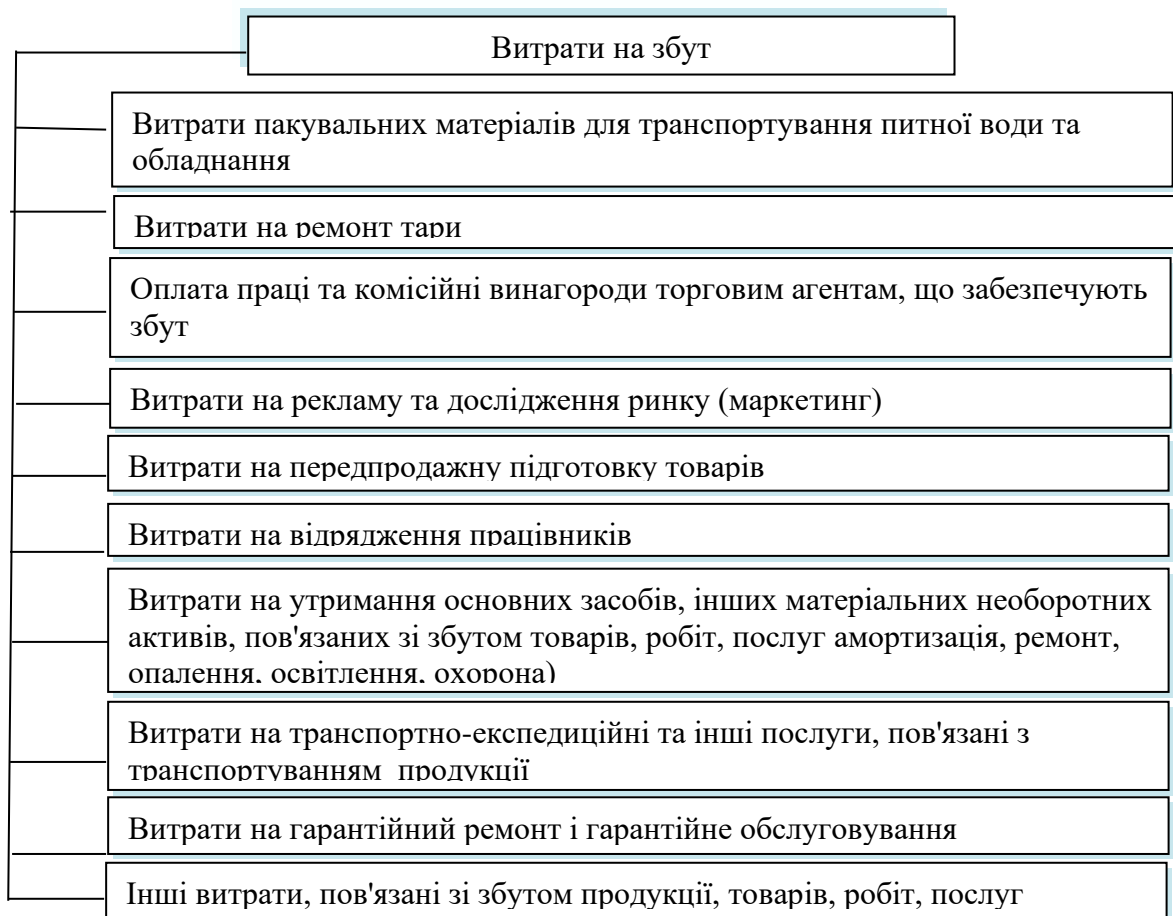 Витрати на збут
Витрати пакувальних матеріалів для транспортування питної води та
обладнання
Витрати на ремонт тари
Оплата праці та комісійні винагороди торговим агентам, що забезпечують
збут
Витрати на рекламу та дослідження ринку (маркетинг)
Витрати на передпродажну підготовку товарів
Витрати на відрядження працівників
Витрати на утримання основних засобів, інших матеріальних необоротних
активів, пов'язаних зі збутом товарів, робіт, послуг амортизація, ремонт,
опалення, освітлення, охорона)
Витрати на транспортно-експедиційні та інші послуги, пов'язані з
транспортуванням продукції
Витрати на гарантійний ремонт і гарантійне обслуговування
Інші витрати, пов'язані зі збутом продукції, товарів, робіт, послуг